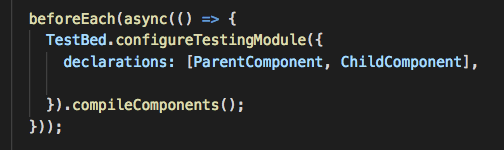 beforeEach(async(() => {
TestBed.configureTestingModule({
declarations: [ParentComponent, ChildComponent],
}).compileComponents();
}));